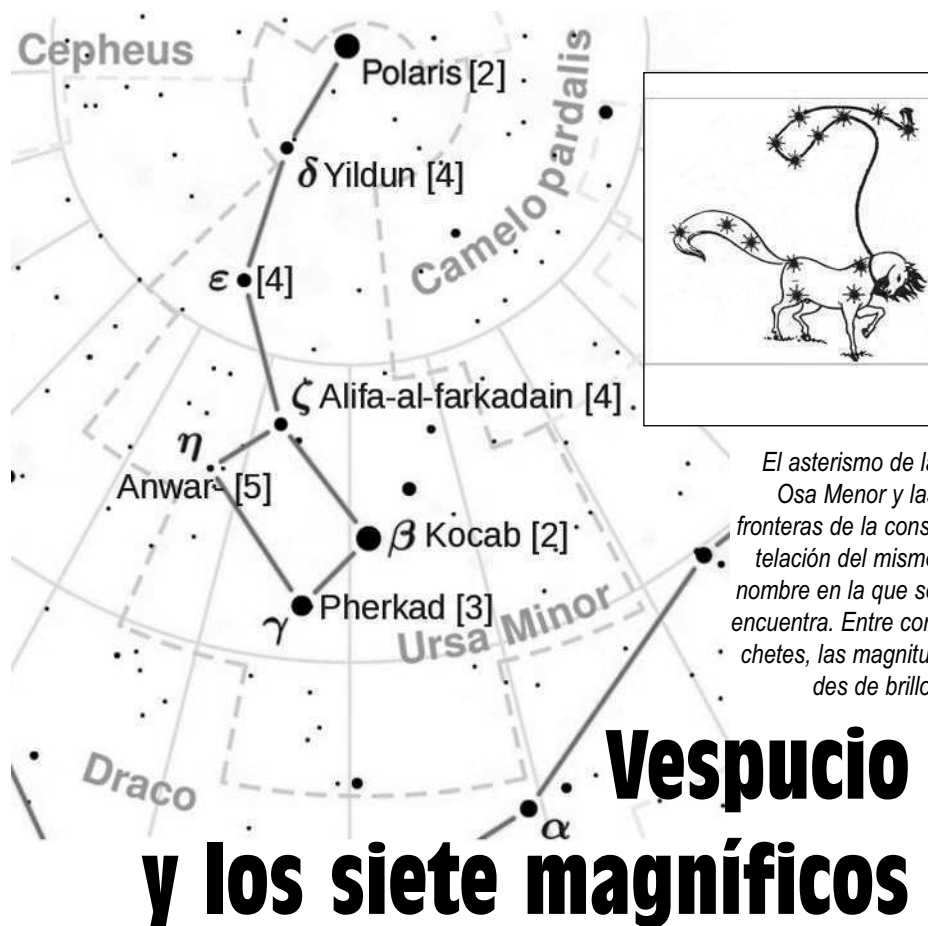 Cepheus
Polaris [2]
Camelopardalis
δ Yildun [4]
ε [4]
ζ Alifa-al-farkadain [4]
η
Anwar- [5]
β Kocab [2]
γ Pherkad [3]
Ursa Minor
Draco
α
El asterismo de la
Osa Menor y las
fronteras de la cons
telación del mismo
nombre en la que se
encuentra. Entre cor
chetes, las magnitu
des de brillo
Vespucio
y los siete magníficos